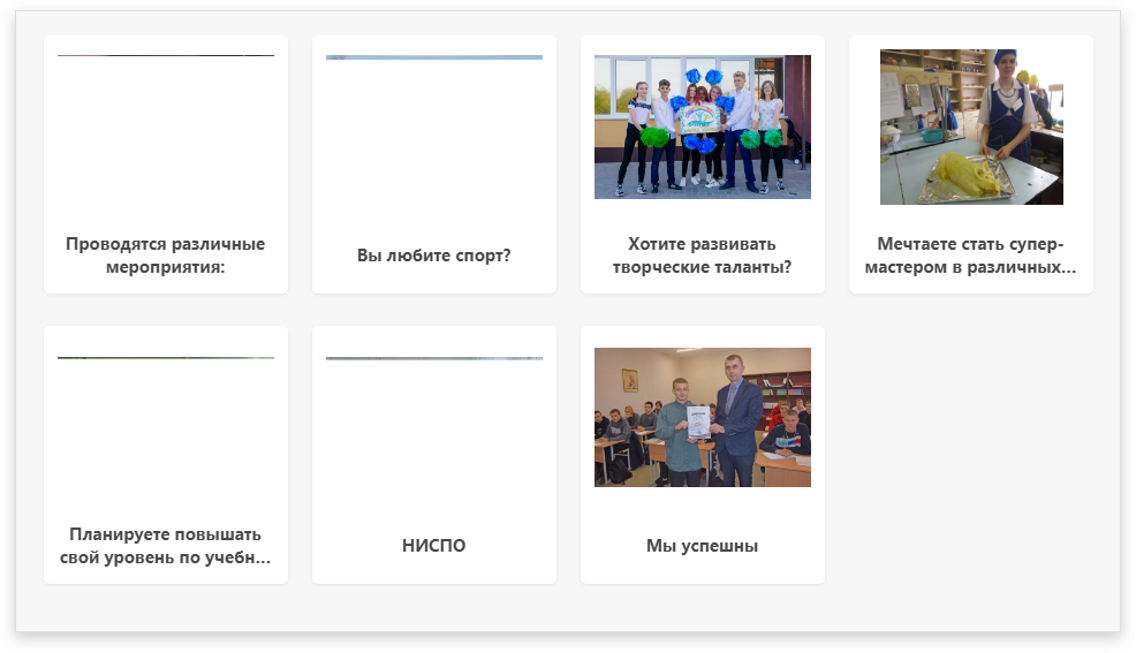 Проводятся различные
мероприятия:
Вы любите спорт?
Хотите развивать
творческие таланты?
Мечтаете стать супер-
мастером в различных...
Планируете повышать
свой уровень по учебн...
НИСПО
Мы успешны